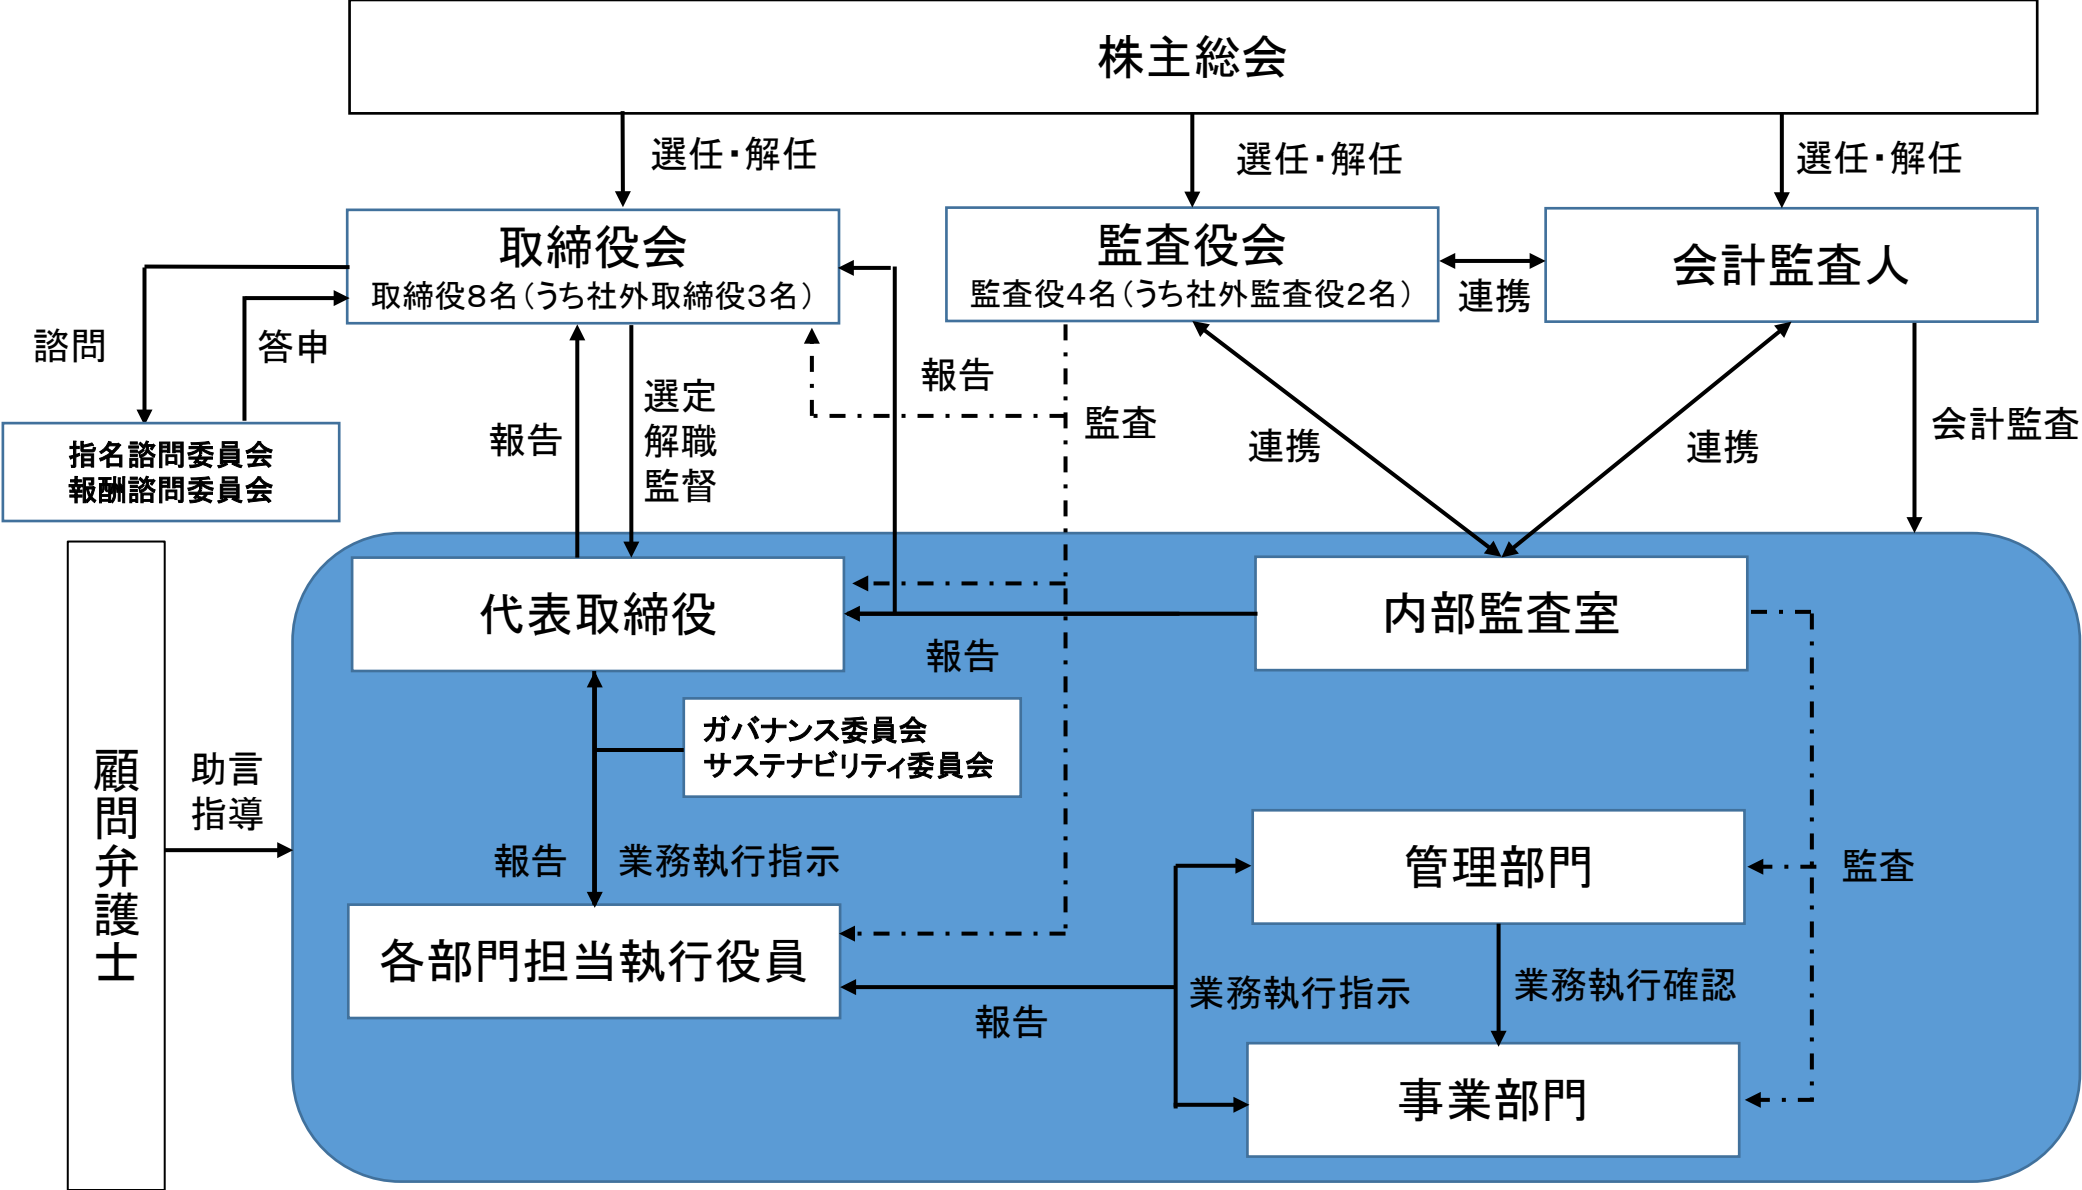 株主総会
選任・解任
選任・解任
選任・解任
取締役会
取締役8名(うち社外取締役3名)
監査役会
監査役4名(うち社外監査役2名)
連携
会計監査人
諮問
答申
報告
選定
解職
監督
報告
監査
連携
連携
会計監査
指名諮問委員会
報酬諮問委員会
代表取締役
報告
内部監査室
ガバナンス委員会
サステナビリティ委員会
顧問弁護士
助言
指導
報告
業務執行指示
管理部門
監査
各部門担当執行役員
報告
業務執行指示
業務執行確認
事業部門